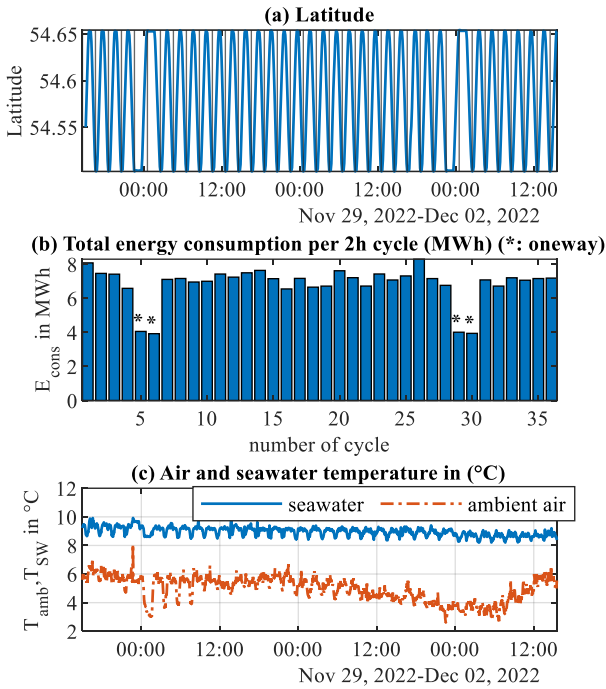 (a) Latitude
54.65
54.6
54.55
Latitude
00:00 12:00 00:00 12:00 00:00 12:00
Nov 29, 2022-Dec 02, 2022
(b) Total energy consumption per 2h cycle (MWh) (*: oneway)
8
6
4
2
0
E_cons in MWh
* * * *
5 10 15 20 25 30 35
number of cycle
(c) Air and seawater temperature in (°C)
12
10
8
6
4
2
T_amb,T_SW in °C
seawater ambient air
00:00 12:00 00:00 12:00 00:00 12:00
Nov 29, 2022-Dec 02, 2022